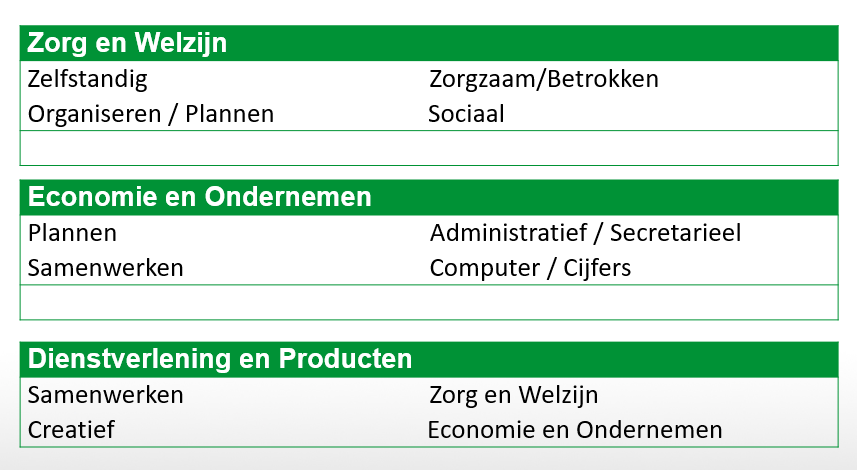 Zorg en Welzijn
Zelfstandig Zorgzaam/Betrokken
Organiseren / Plannen Sociaal
Economie en Ondernemen
Plannen Administratief / Secretarieel
Samenwerken Computer / Cijfers
Dienstverlening en Producten
Samenwerken Zorg en Welzijn
Creatief Economie en Ondernemen